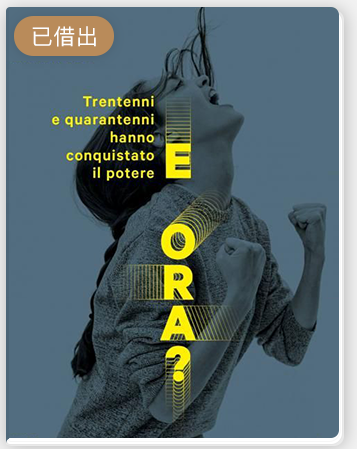 已借出
Trentenni
e quarantenni
hanno
conquistato
il potere
E
ORA?